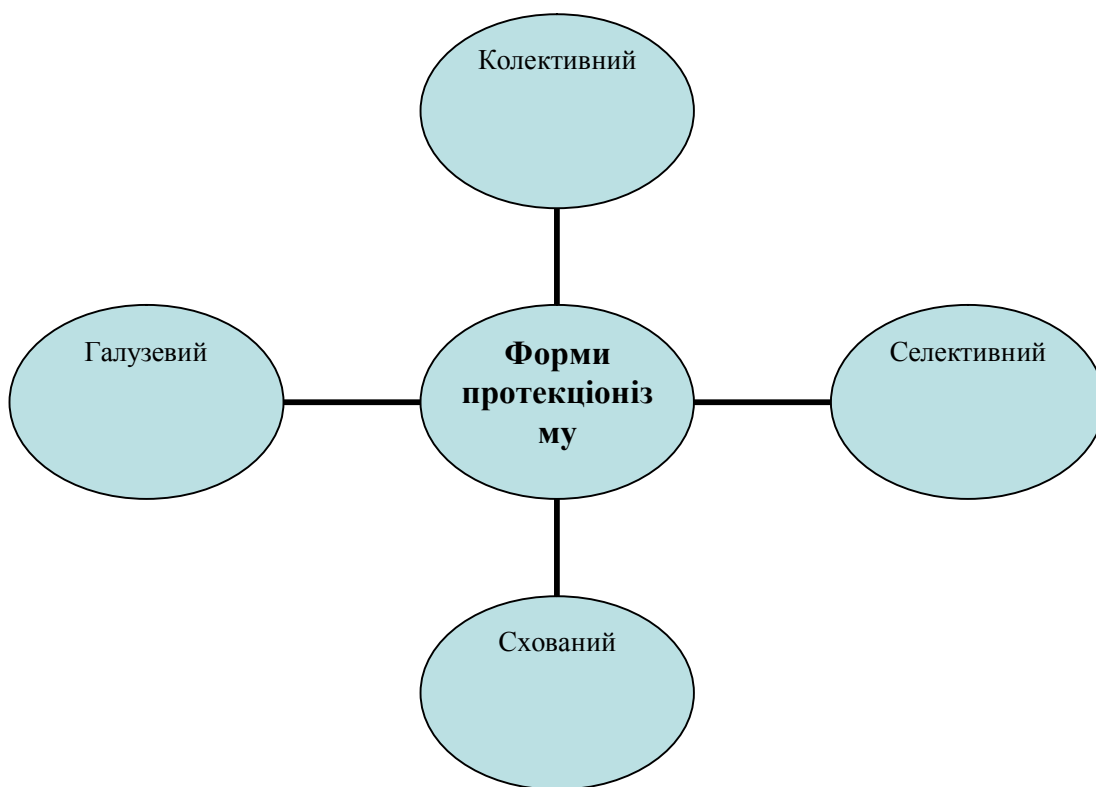 Колективний
Галузевий
Форми
протекціоніз
му
Селективний
Схований